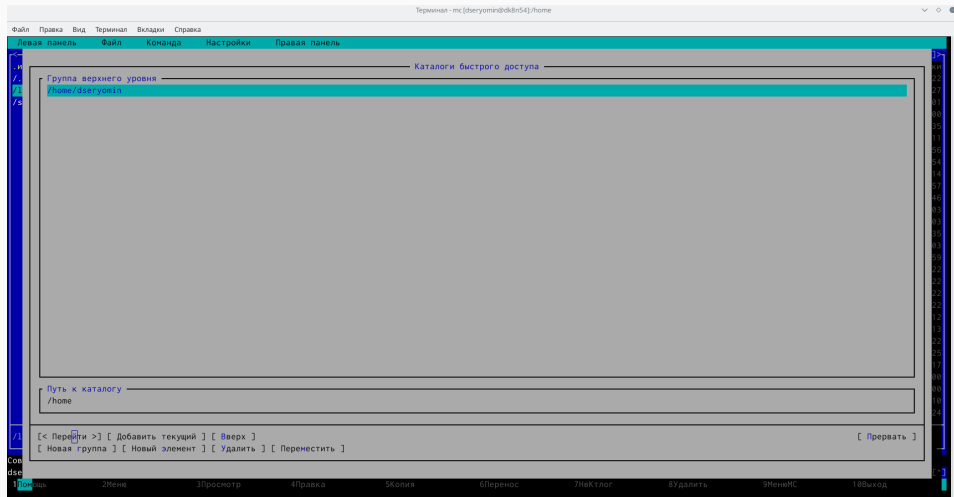 Терминал - mc [dseryomin@dk8n54]:/home
Файл Правка Вид Терминал Вкладки Справка
Левая панель Файл Команда Настройки Правая панель
Каталоги быстрого доступа
Группа верхнего уровня
/home/dseryomin
Путь к каталогу
/home
[< Перейти >] [ Добавить текущий ] [ Вверх ] [ Прервать ]
[ Новая группа ] [ Новый элемент ] [ Удалить ] [ Переместить ]
Сов
dse
1Помощь 2Меню 3Просмотр 4Правка 5Копия 6Перенос 7НвКтлог 8Удалить 9МенюMC 10Выход